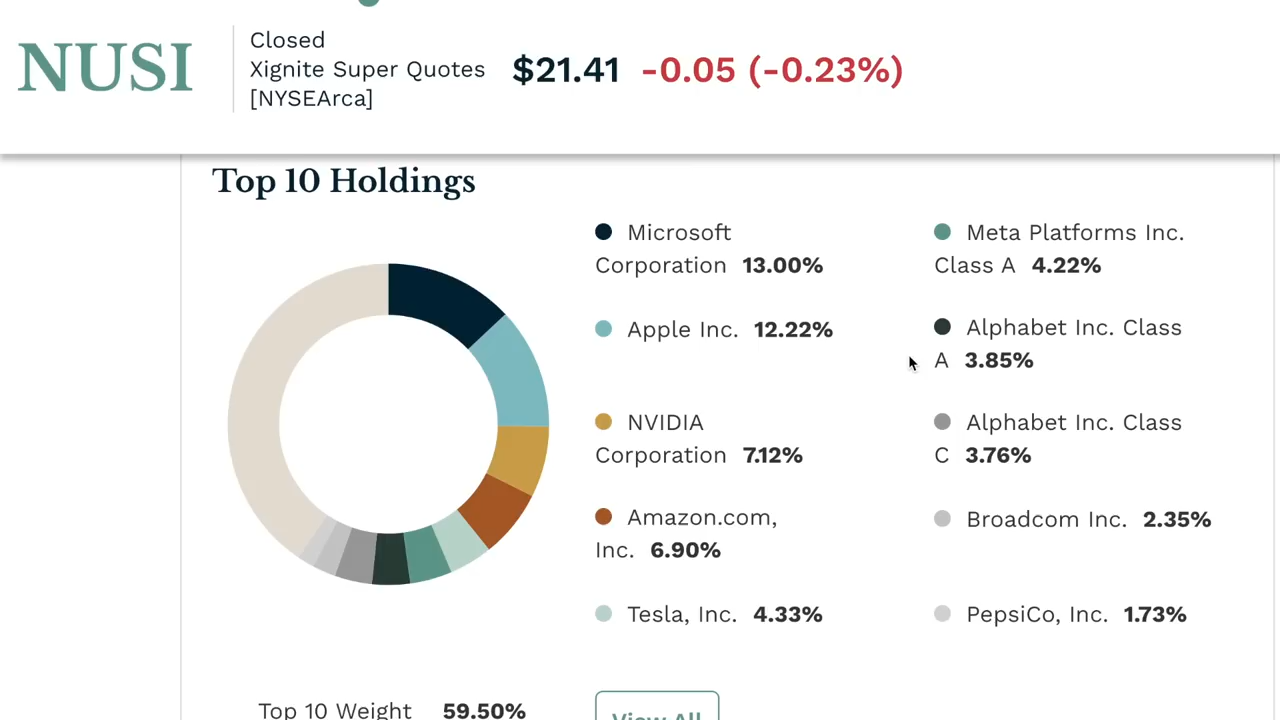 NUSI
Closed
Xignite Super Quotes
[NYSEArca]
$21.41 -0.05 (-0.23%)
Top 10 Holdings
Microsoft
Corporation 13.00%
Apple Inc. 12.22%
NVIDIA
Corporation 7.12%
Amazon.com,
Inc. 6.90%
Tesla, Inc. 4.33%
Meta Platforms Inc.
Class A 4.22%
Alphabet Inc. Class
A 3.85%
Alphabet Inc. Class
C 3.76%
Broadcom Inc. 2.35%
PepsiCo, Inc. 1.73%
Top 10 Weight 59.50%
View All